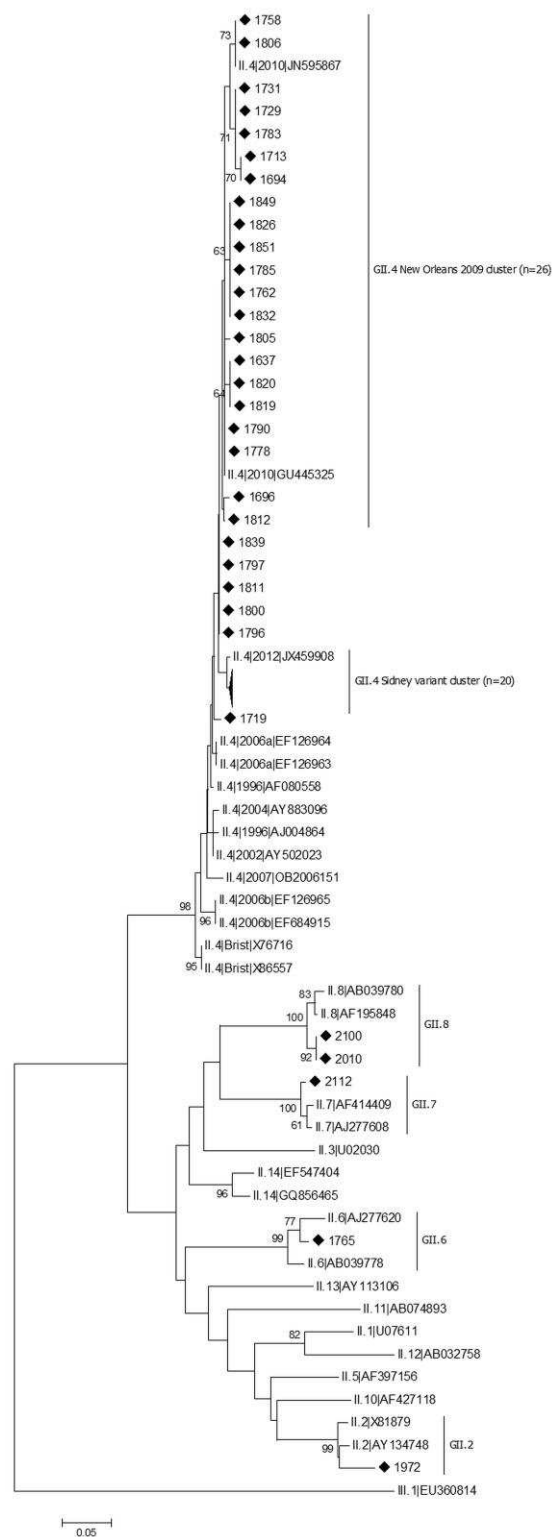 73
1758
1806
II.4|2010|JN595867
1731
1729
71
1783
1713
70
1694
1849
1826
63
1851
1785
GII.4 New Orleans 2009 cluster (n=26)
1762
1832
1805
1637
64
1820
1819
1790
1778
II.4|2010|GU445325
1696
1812
1839
1797
1811
1800
1796
II.4|2012|JX459908
GII.4 Sidney variant cluster (n=20)
1719
II.4|2006a|EF126964
II.4|2006a|EF126963
II.4|1996|AF080558
II.4|2004|AY883096
II.4|1996|AJ004864
II.4|2002|AY502023
II.4|2007|OB2006151
98
II.4|2006b|EF126965
96
II.4|2006b|EF684915
II.4|Brist|X76716
95
II.4|Brist|X86557
83
II.8|AB039780
100
II.8|AF195848
GII.8
2100
92
2010
2112
100
II.7|AF414409
GII.7
61
II.7|AJ277608
II.3|U02030
II.14|EF547404
96
II.14|GQ856465
77
II.6|AJ277620
99
1765
GII.6
II.6|AB039778
II.13|AY113106
II.11|AB074893
82
II.1|U07611
II.12|AB032758
II.5|AF397156
II.10|AF427118
II.2|X81879
99
II.2|AY134748
GII.2
1972
III.1|EU360814
0.05